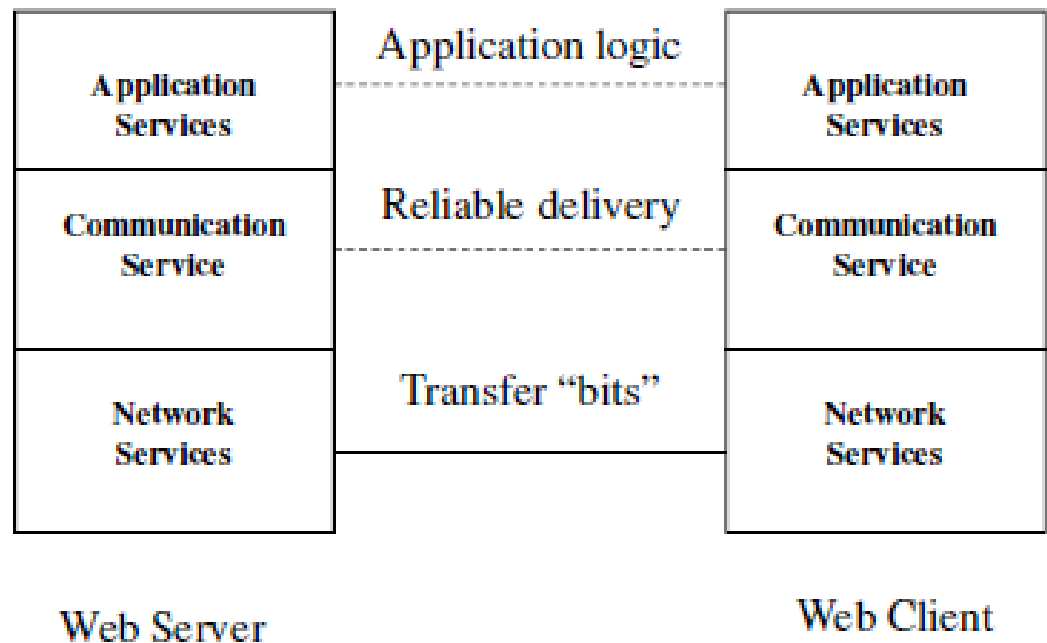 Application
Services
Communication
Service
Network
Services
Web Server
Application logic
Reliable delivery
Transfer “bits”
Application
Services
Communication
Service
Network
Services
Web Client